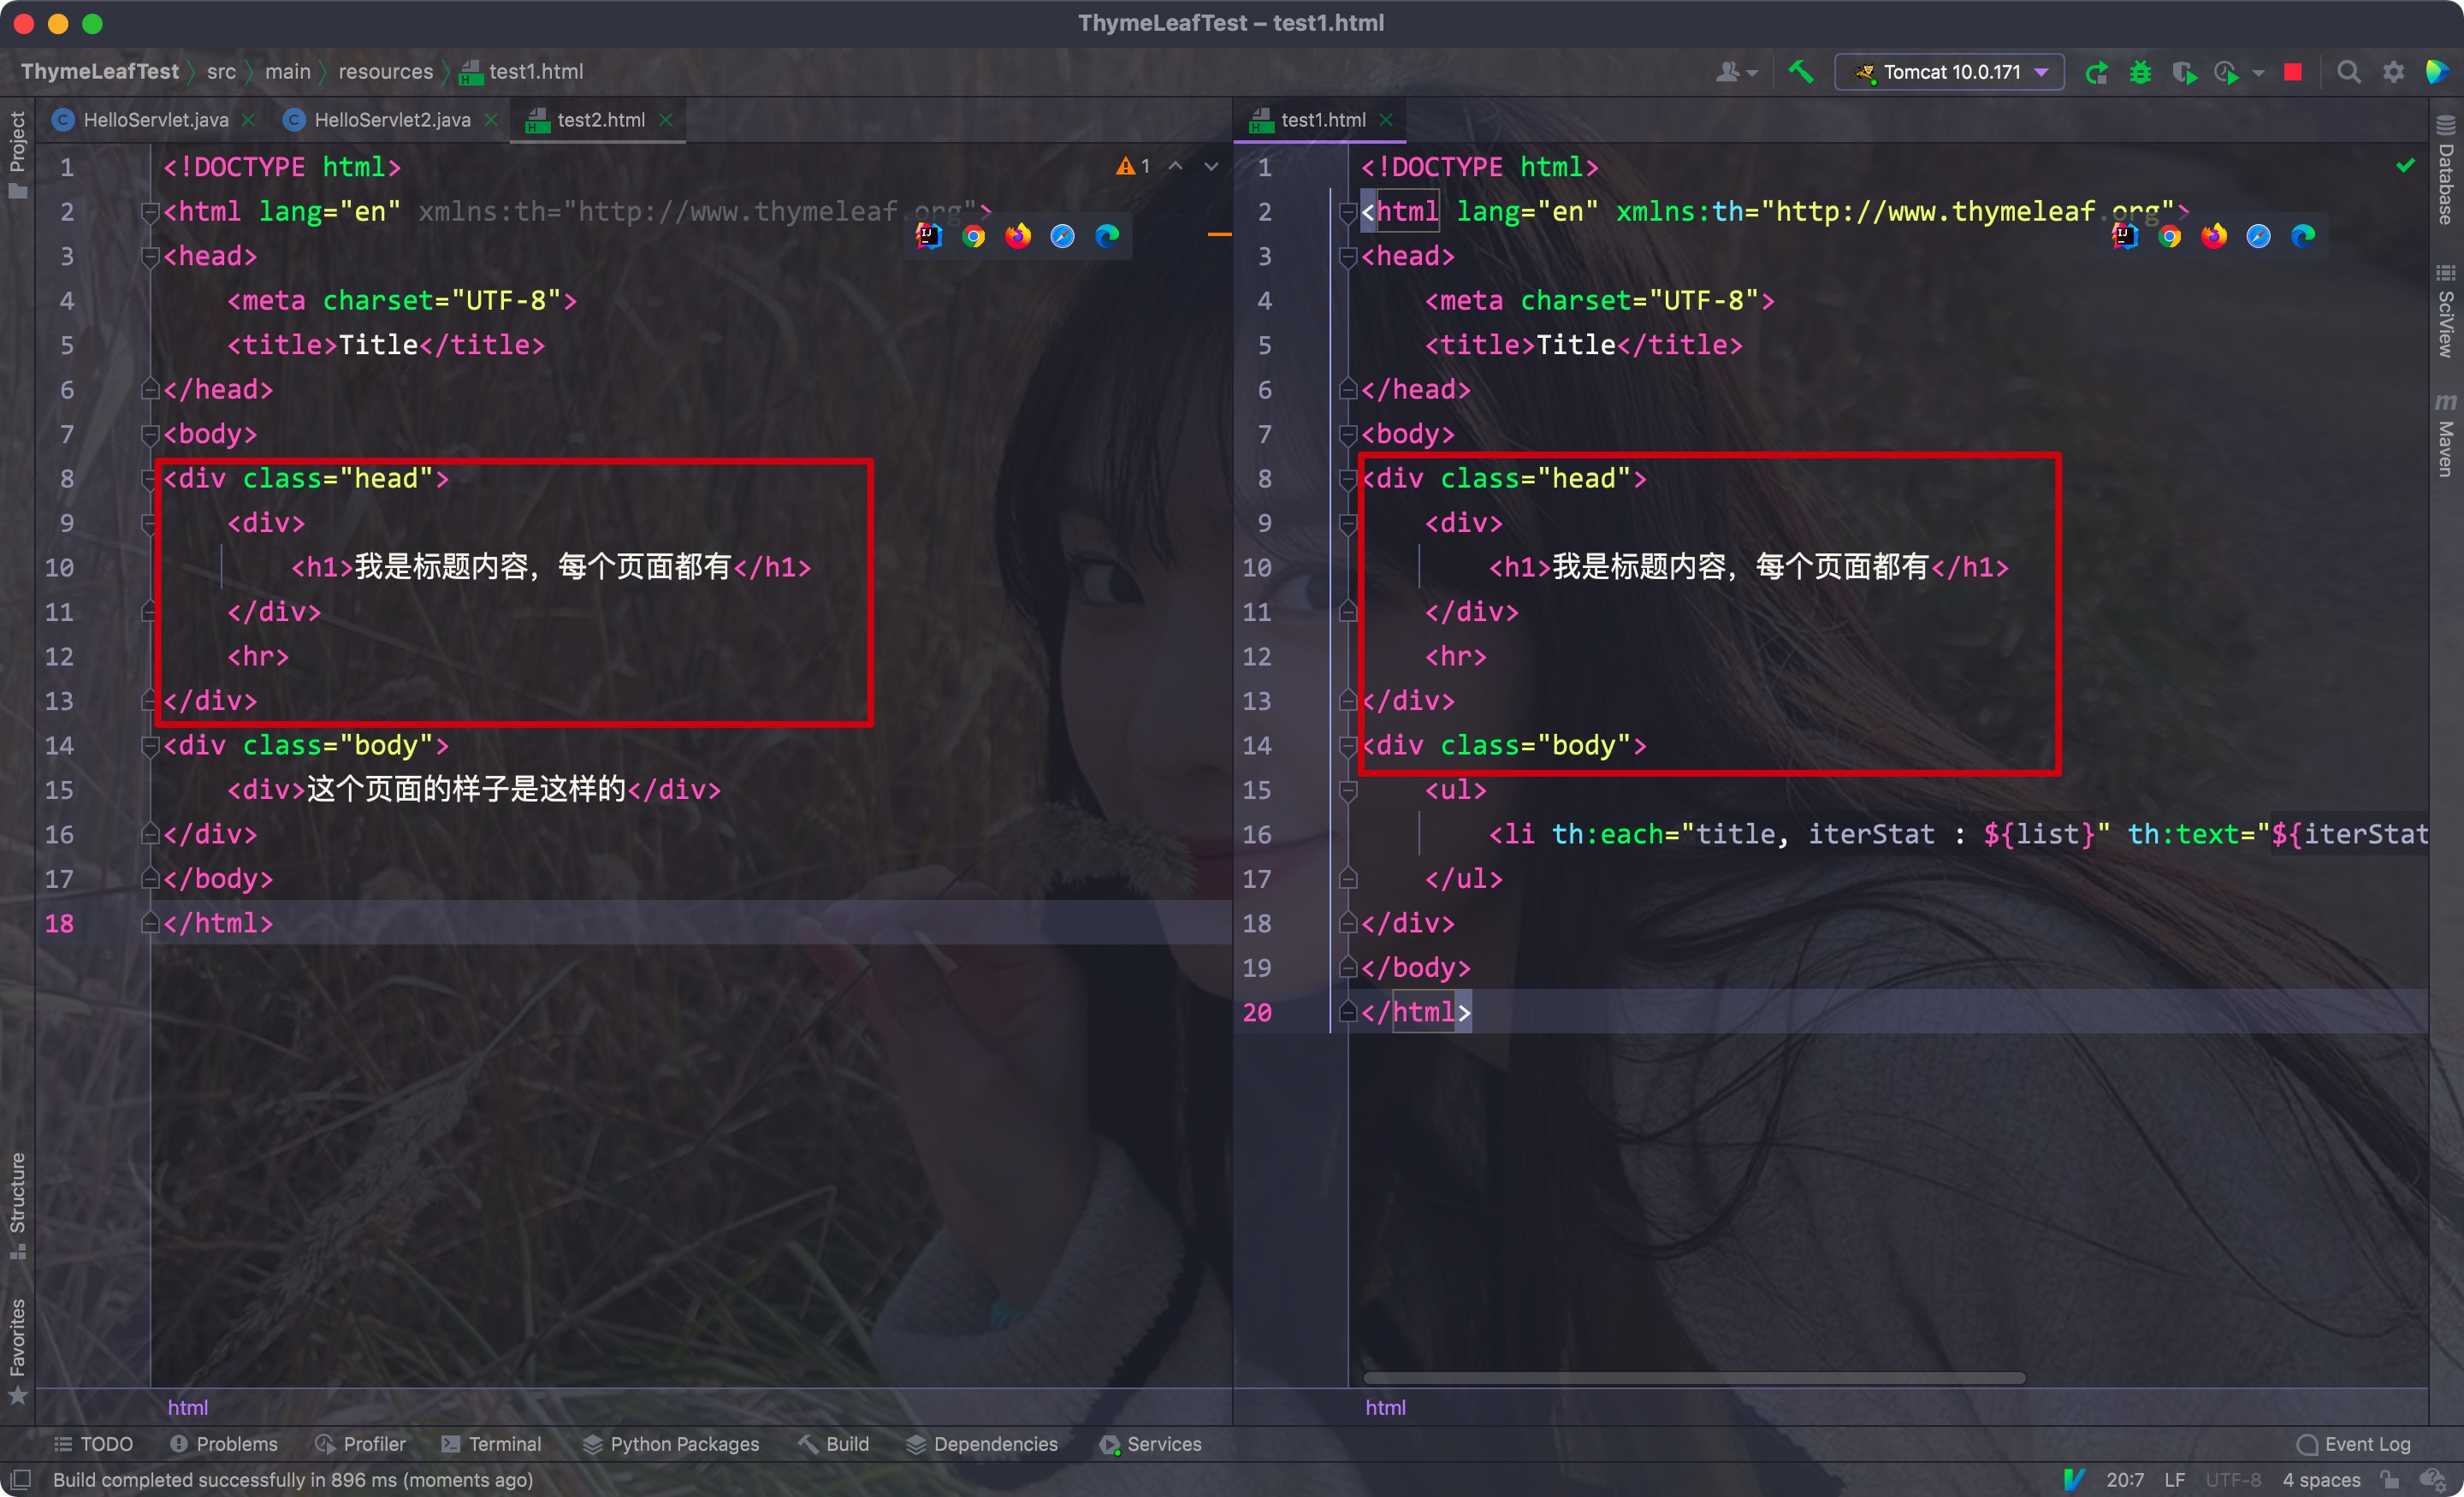 ThymeLeafTest – test1.html
ThymeLeafTest src main resources test1.html
Tomcat 10.0.171
Project
HelloServlet.java HelloServlet2.java test2.html
1 <!DOCTYPE html>
1
2 <html lang="en" xmlns:th="http://www.thymeleaf.org">
3 <head>
4 <meta charset="UTF-8">
5 <title>Title</title>
6 </head>
7 <body>
8 <div class="head">
9 <div>
10 <h1>我是标题内容，每个页面都有</h1>
11 </div>
12 <hr>
13 </div>
14 <div class="body">
15 <div>这个页面的样子是这样的</div>
16 </div>
17 </body>
18 </html>
html
test1.html
1 <!DOCTYPE html>
2 <html lang="en" xmlns:th="http://www.thymeleaf.org">
3 <head>
4 <meta charset="UTF-8">
5 <title>Title</title>
6 </head>
7 <body>
8 <div class="head">
9 <div>
10 <h1>我是标题内容，每个页面都有</h1>
11 </div>
12 <hr>
13 </div>
14 <div class="body">
15 <ul>
16 <li th:each="title, iterStat : ${list}" th:text="${iterStat
17 </ul>
18 </div>
19 </body>
20 </html>
html
Database
SciView
Maven
Structure
Favorites
TODO Problems Profiler Terminal Python Packages Build Dependencies Services Event Log
Build completed successfully in 896 ms (moments ago) 20:7 LF UTF-8 4 spaces